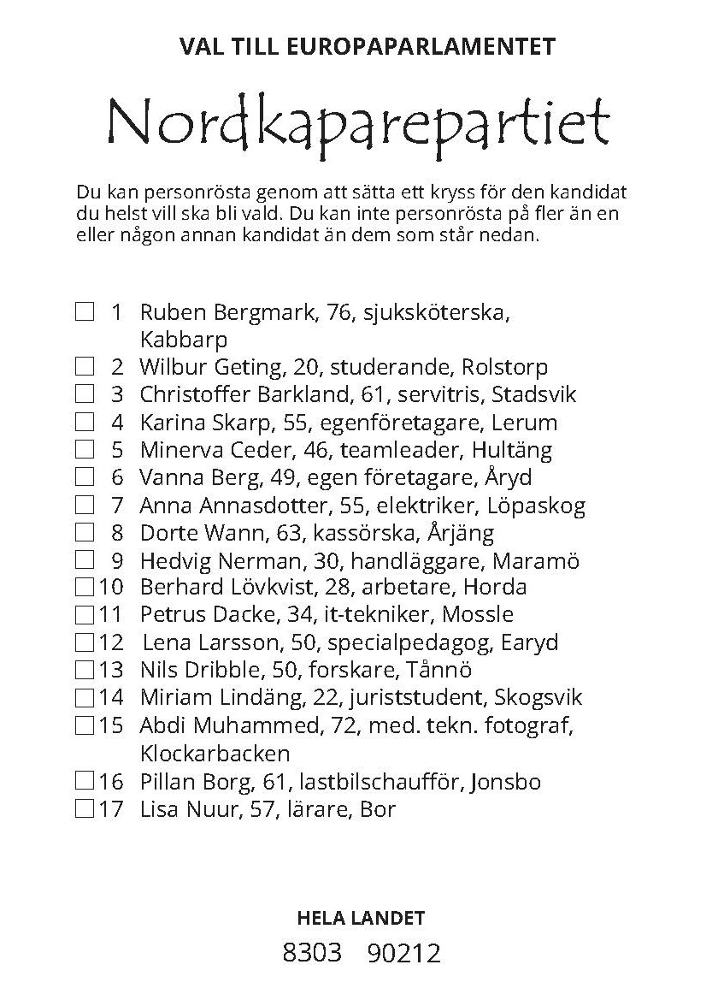 VAL TILL EUROPAPARLAMENTET
Nordkaparepartiet
Du kan personrösta genom att sätta ett kryss för den kandidat
du helst vill ska bli vald. Du kan inte personrösta på fler än en
eller någon annan kandidat än dem som står nedan.
1 Ruben Bergmark, 76, sjuksköterska,
Kabbarp
2 Wilbur Geting, 20, studerande, Rolstorp
3 Christoffer Barkland, 61, servitris, Stadsvik
4 Karina Skarp, 55, egenföretagare, Lerum
5 Minerva Ceder, 46, teamleader, Hultäng
6 Vanna Berg, 49, egen företagare, Åryd
7 Anna Annasdotter, 55, elektriker, Löpaskog
8 Dorte Wann, 63, kassörska, Årjäng
9 Hedvig Nerman, 30, handläggare, Maramö
10 Berhard Lövkvist, 28, arbetare, Horda
11 Petrus Dacke, 34, it-tekniker, Mossle
12 Lena Larsson, 50, specialpedagog, Earyd
13 Nils Dribble, 50, forskare, Tånnö
14 Miriam Lindäng, 22, juriststudent, Skogsvik
15 Abdi Muhammed, 72, med. tekn. fotograf,
Klockarbacken
16 Pillan Borg, 61, lastbilschaufför, Jonsbo
17 Lisa Nuur, 57, lärare, Bor
HELA LANDET
8303 90212